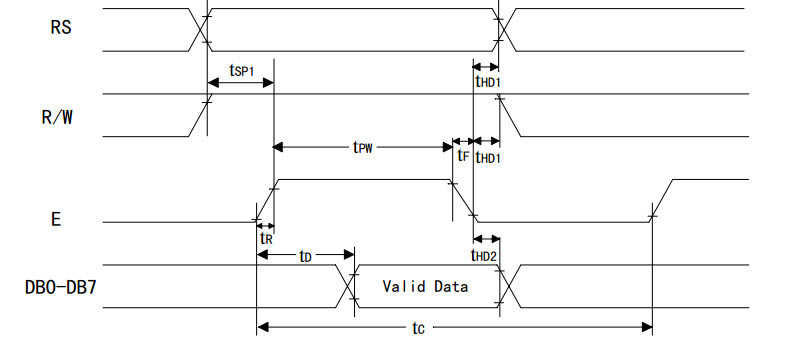 RS
tSP1
tHD1
R/W
tPW
tF
tHD1
E
tR
tD
tHD2
DB0-DB7
Valid Data
tC